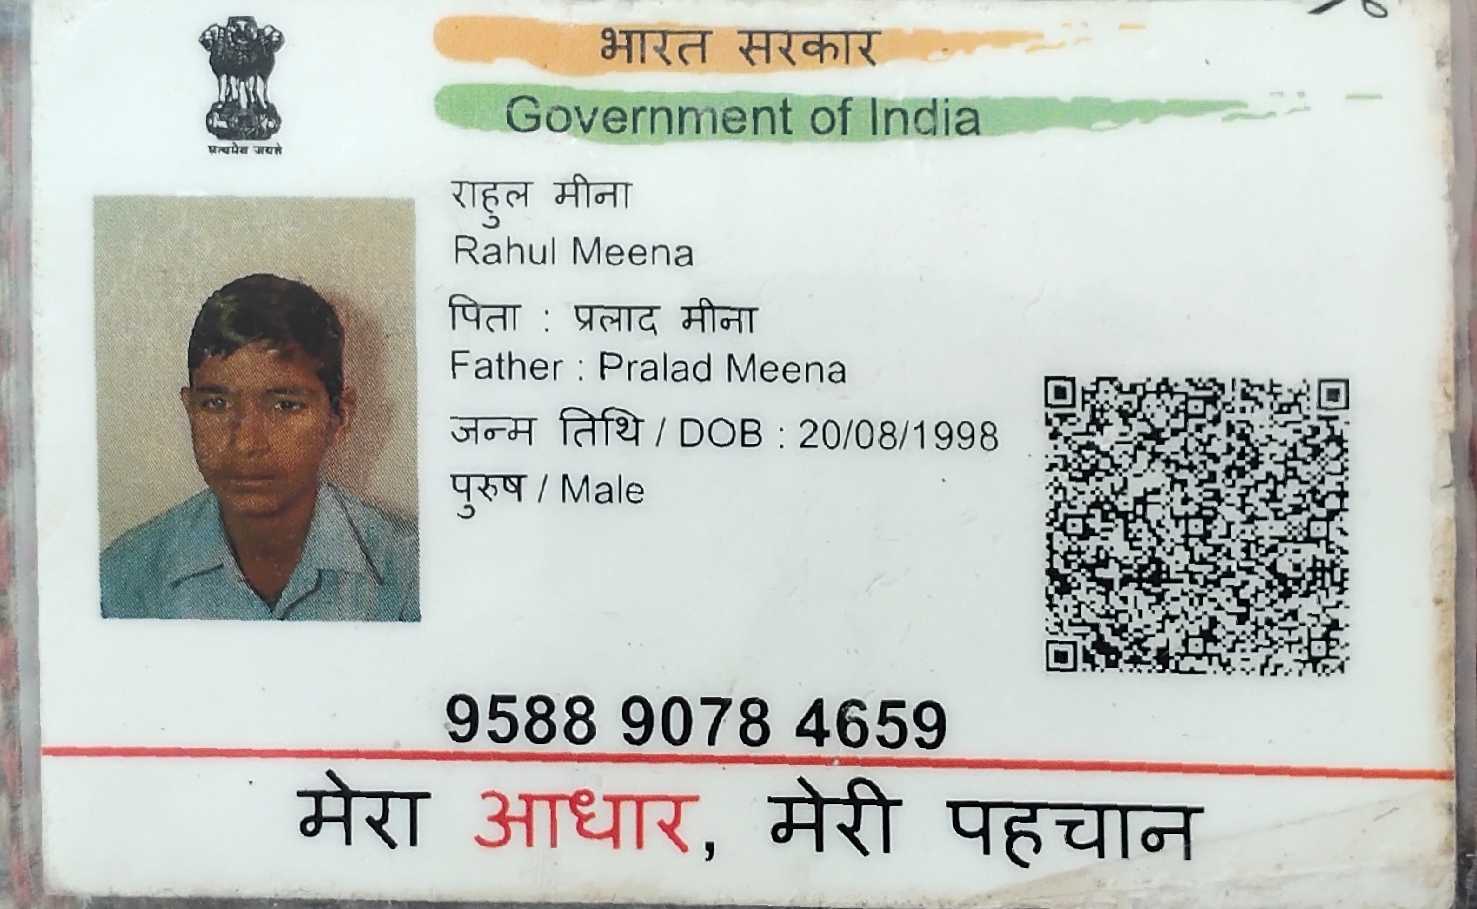 भारत सरकार
Government of India
सत्यमेव जयते
राहुल मीना
Rahul Meena
पिता : प्रलाद मीना
Father : Pralad Meena
जन्म तिथि / DOB : 20/08/1998
पुरुष / Male
9588 9078 4659
मेरा आधार, मेरी पहचान